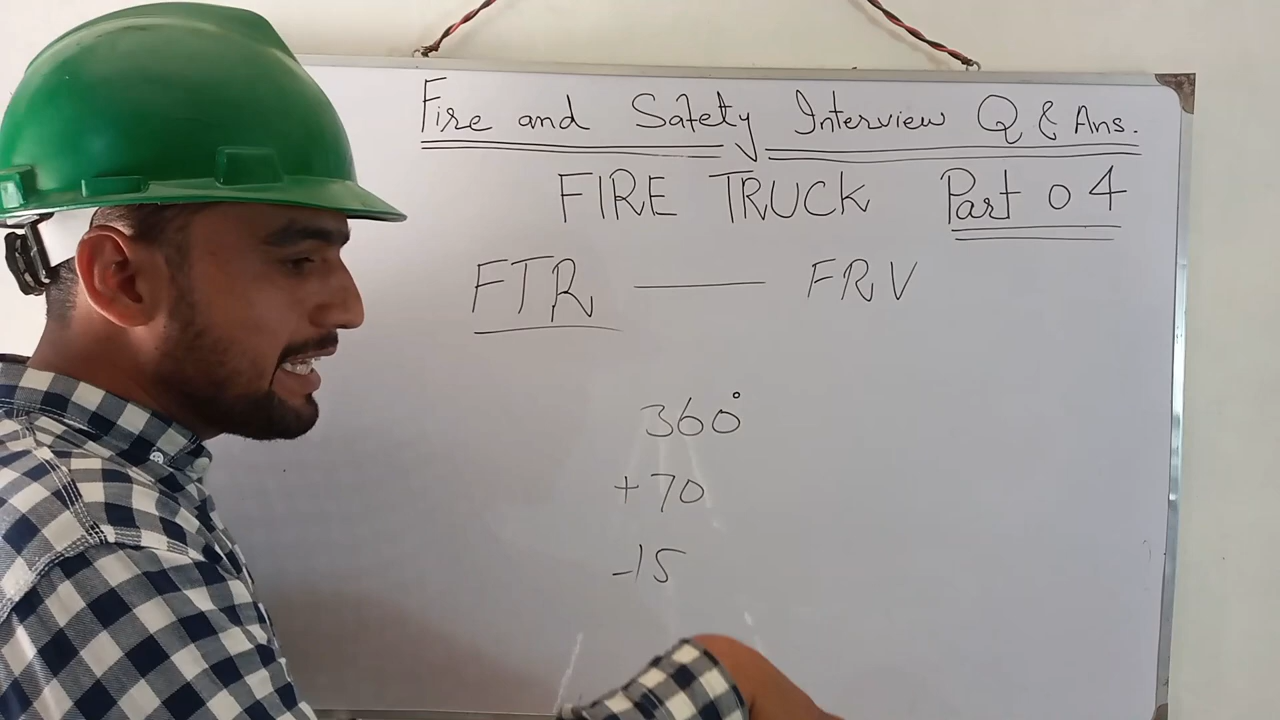 Fire and Safety Interview Q & Ans.
FIRE TRUCK Part 04
FTR — FRV
360°
+70
-15